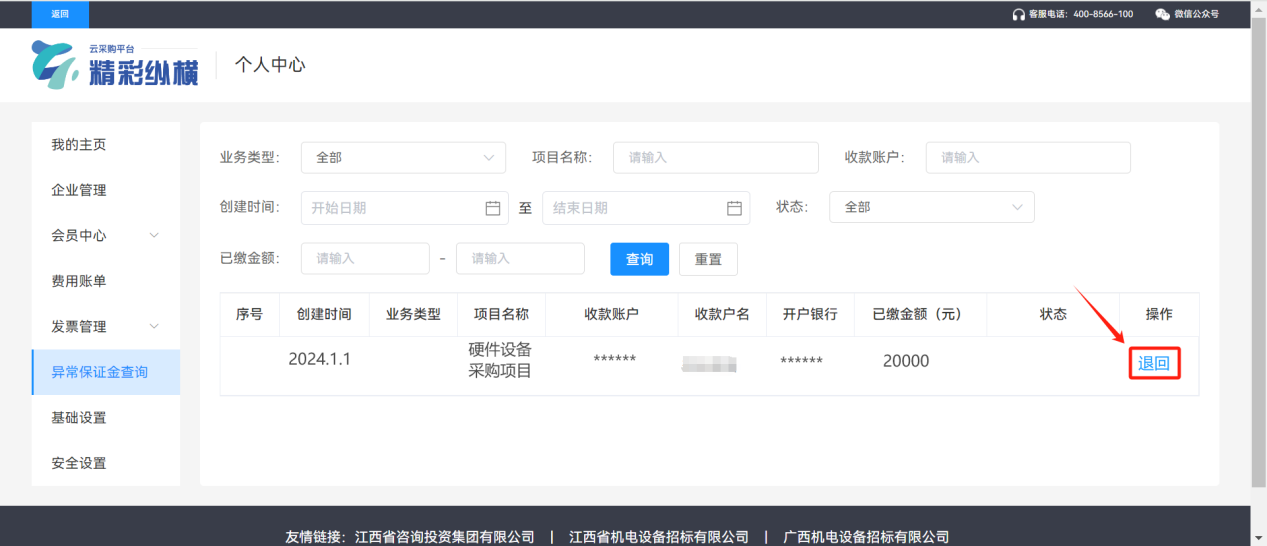 返回 客服电话：400-8566-100 微信公众号
云采购平台
精彩纵横 个人中心
我的主页
企业管理
会员中心
费用账单
发票管理
异常保证金查询
基础设置
安全设置
业务类型： 全部 项目名称： 请输入 收款账户： 请输入
创建时间： 开始日期 至 结束日期 状态： 全部
已缴金额： 请输入 - 请输入 查询 重置
序号 创建时间 业务类型 项目名称 收款账户 收款户名 开户银行 已缴金额（元） 状态 操作
2024.1.1 硬件设备 ****** ****** 20000 退回
采购项目
友情链接：江西省咨询投资集团有限公司 | 江西省机电设备招标有限公司 | 广西机电设备招标有限公司